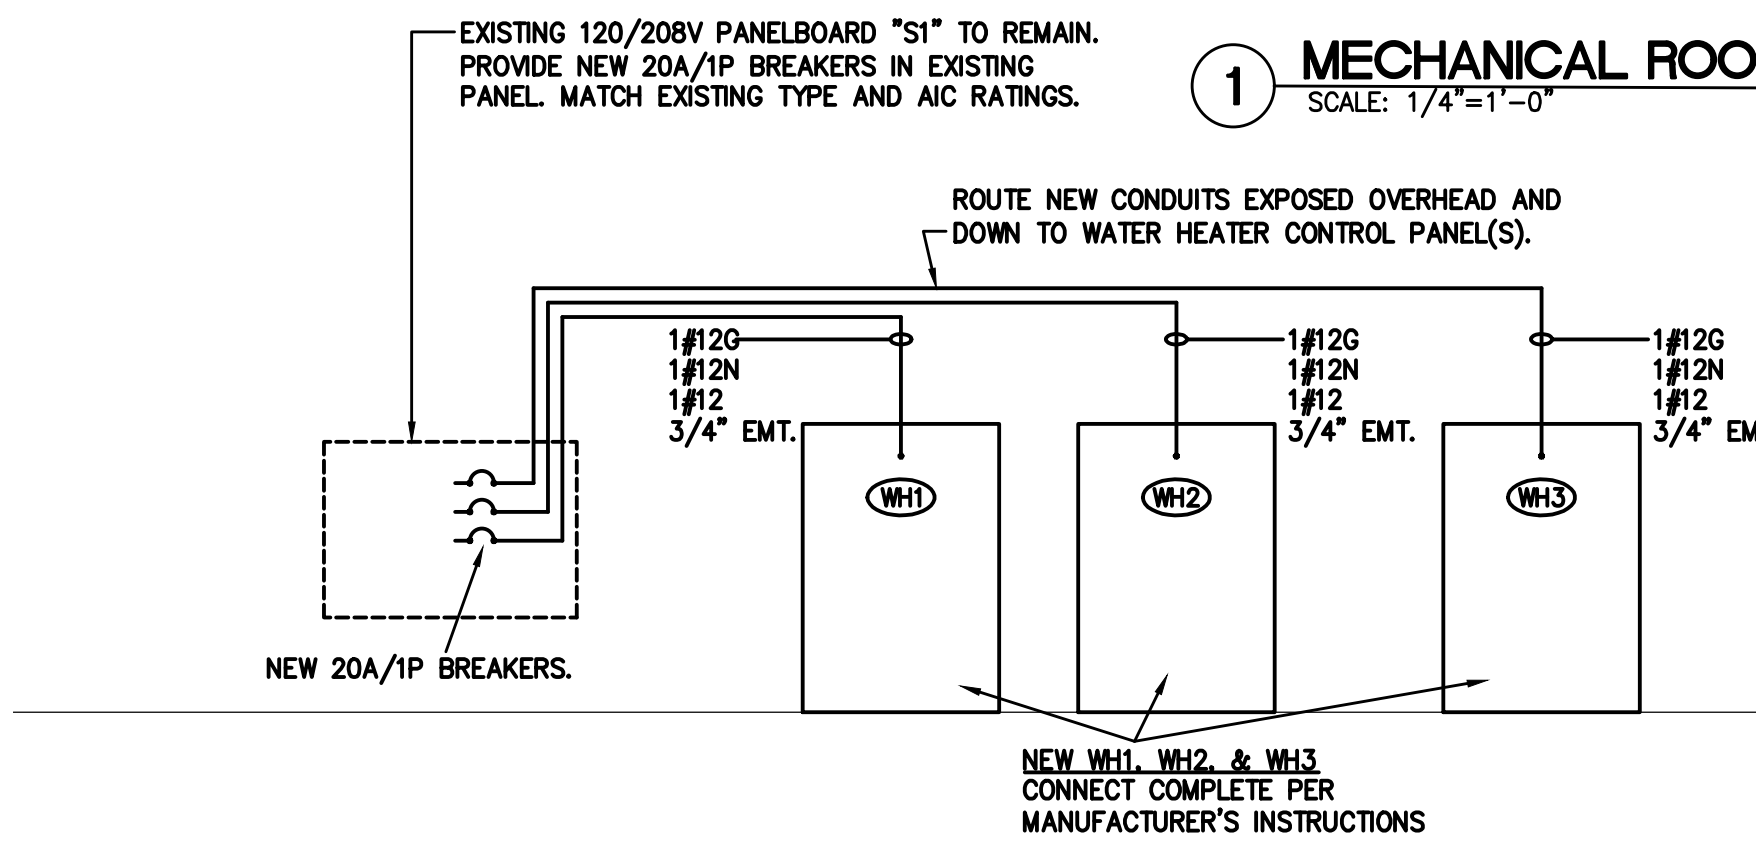 EXISTING 120/208V PANELBOARD "S1" TO REMAIN.
PROVIDE NEW 20A/1P BREAKERS IN EXISTING
PANEL. MATCH EXISTING TYPE AND AIC RATINGS.
1
MECHANICAL ROO
SCALE: 1/4"=1'-0"
ROUTE NEW CONDUITS EXPOSED OVERHEAD AND
DOWN TO WATER HEATER CONTROL PANEL(S).
1#12G
1#12N
1#12
3/4" EMT.
1#12G
1#12N
1#12
3/4" EMT.
1#12G
1#12N
1#12
3/4" EM
WH1
WH2
WH3
NEW 20A/1P BREAKERS.
NEW WH1, WH2, & WH3
CONNECT COMPLETE PER
MANUFACTURER'S INSTRUCTIONS